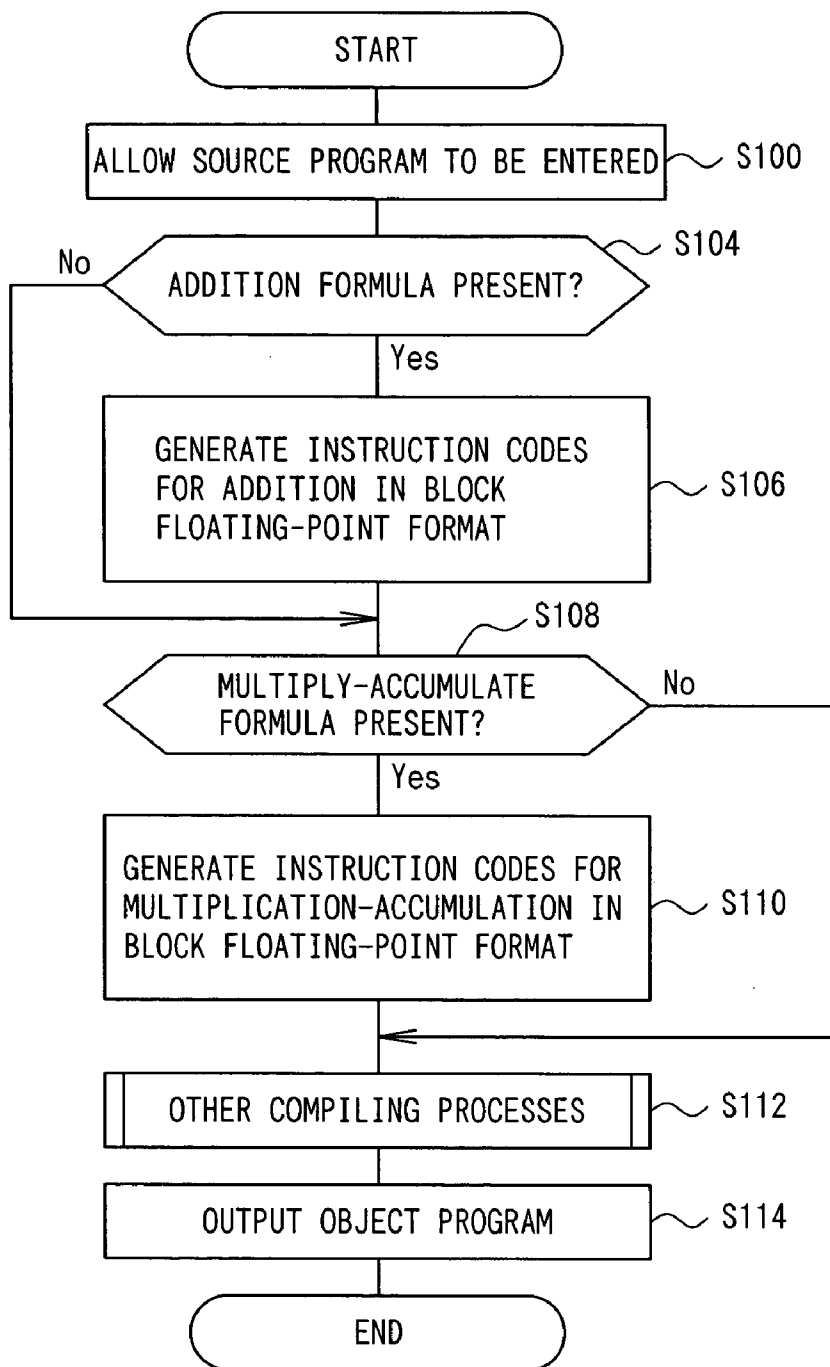 START
ALLOW SOURCE PROGRAM TO BE ENTERED
S100
S104
No
ADDITION FORMULA PRESENT?
Yes
GENERATE INSTRUCTION CODES
FOR ADDITION IN BLOCK
FLOATING-POINT FORMAT
S106
S108
MULTIPLY-ACCUMULATE
FORMULA PRESENT?
No
Yes
GENERATE INSTRUCTION CODES FOR
MULTIPLICATION-ACCUMULATION IN
BLOCK FLOATING-POINT FORMAT
S110
OTHER COMPILING PROCESSES
S112
OUTPUT OBJECT PROGRAM
S114
END